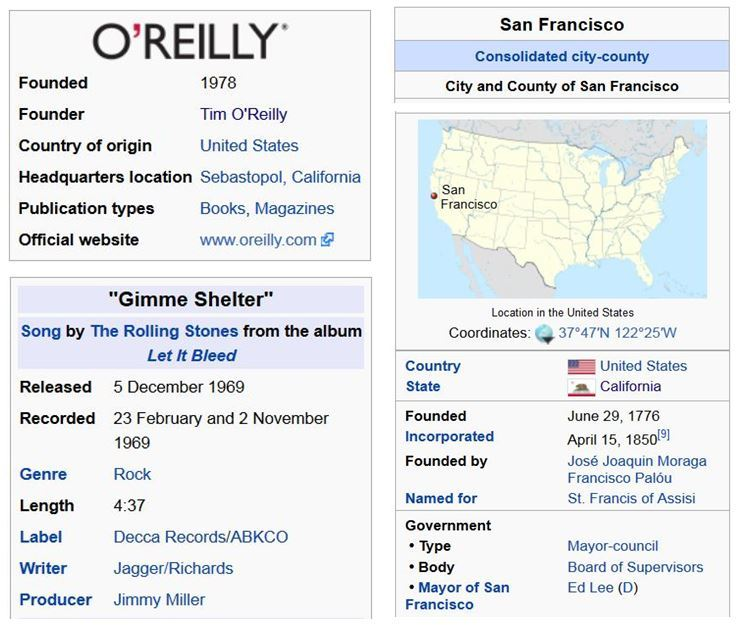 O'REILLY®
Founded 1978
Founder Tim O'Reilly
Country of origin United States
Headquarters location Sebastopol, California
Publication types Books, Magazines
Official website www.oreilly.com
"Gimme Shelter"
Song by The Rolling Stones from the album
Let It Bleed
Released 5 December 1969
Recorded 23 February and 2 November
1969
Genre Rock
Length 4:37
Label Decca Records/ABKCO
Writer Jagger/Richards
Producer Jimmy Miller
San Francisco
Consolidated city-county
City and County of San Francisco
San
Francisco
Location in the United States
Coordinates: 37°47′N 122°25′W
Country United States
State California
Founded June 29, 1776
Incorporated April 15, 1850[9]
Founded by José Joaquin Moraga
Francisco Palóu
Named for St. Francis of Assisi
Government
• Type Mayor-council
• Body Board of Supervisors
• Mayor of San Ed Lee (D)
Francisco